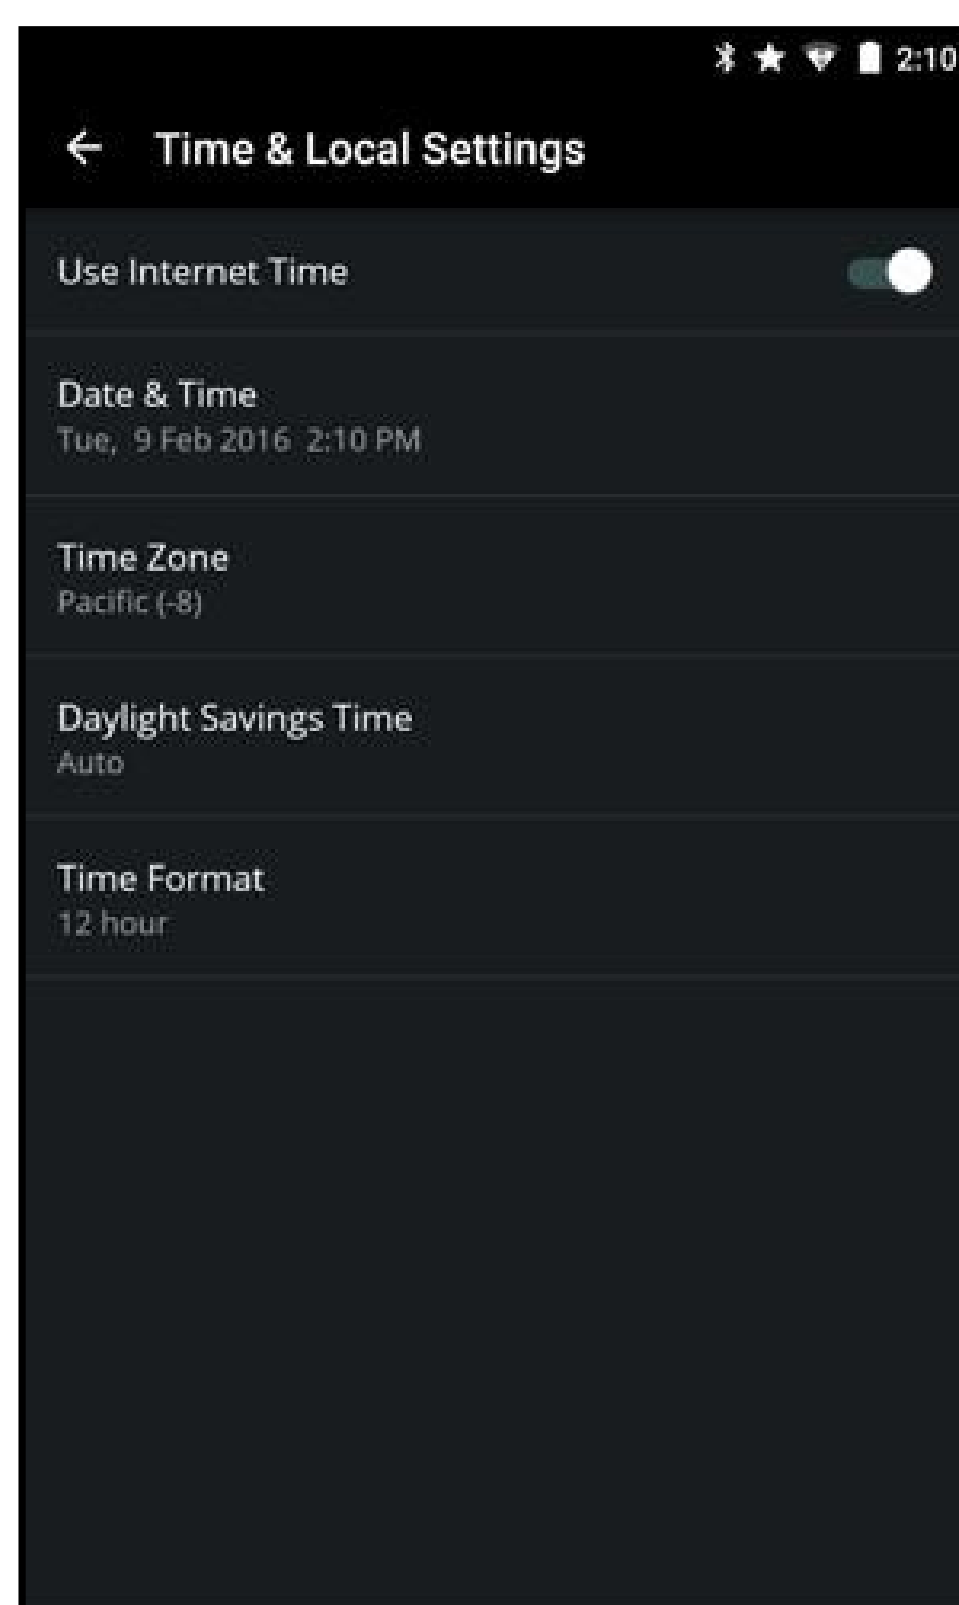 2:10
Time & Local Settings
Use Internet Time
Date & Time
Tue, 9 Feb 2016 2:10 PM
Time Zone
Pacific (-8)
Daylight Savings Time
Auto
Time Format
12 hour